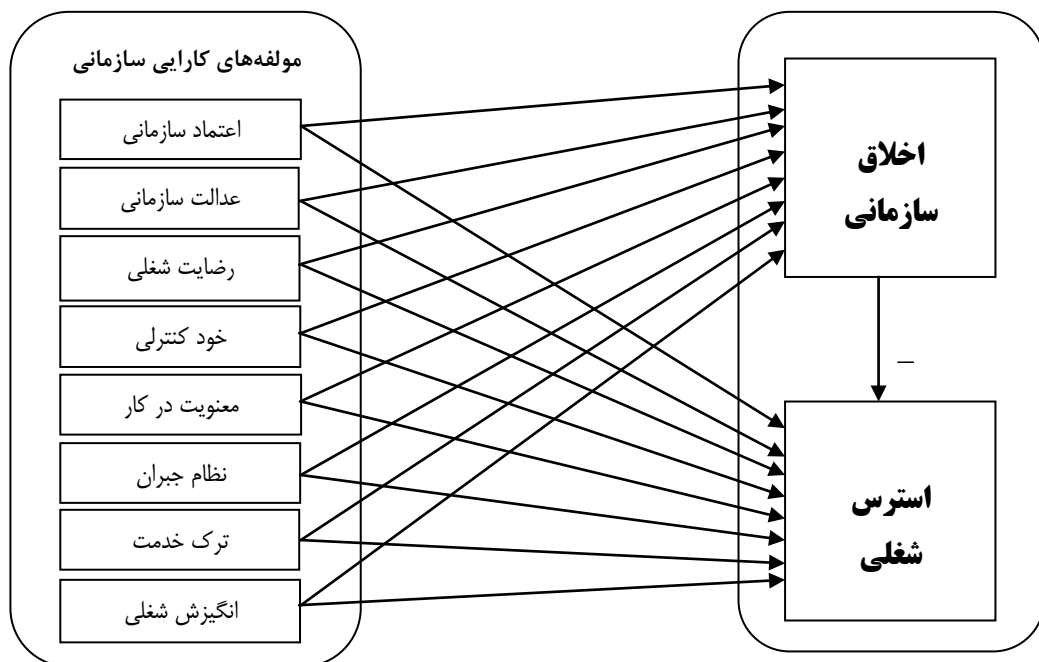 مولفه‌های کارایی سازمانی
اعتماد سازمانی
عدالت سازمانی
رضایت شغلی
خود کنترلی
معنویت در کار
نظام جبران
ترک خدمت
انگیزش شغلی
اخلاق
سازمانی
–
استرس
شغلی